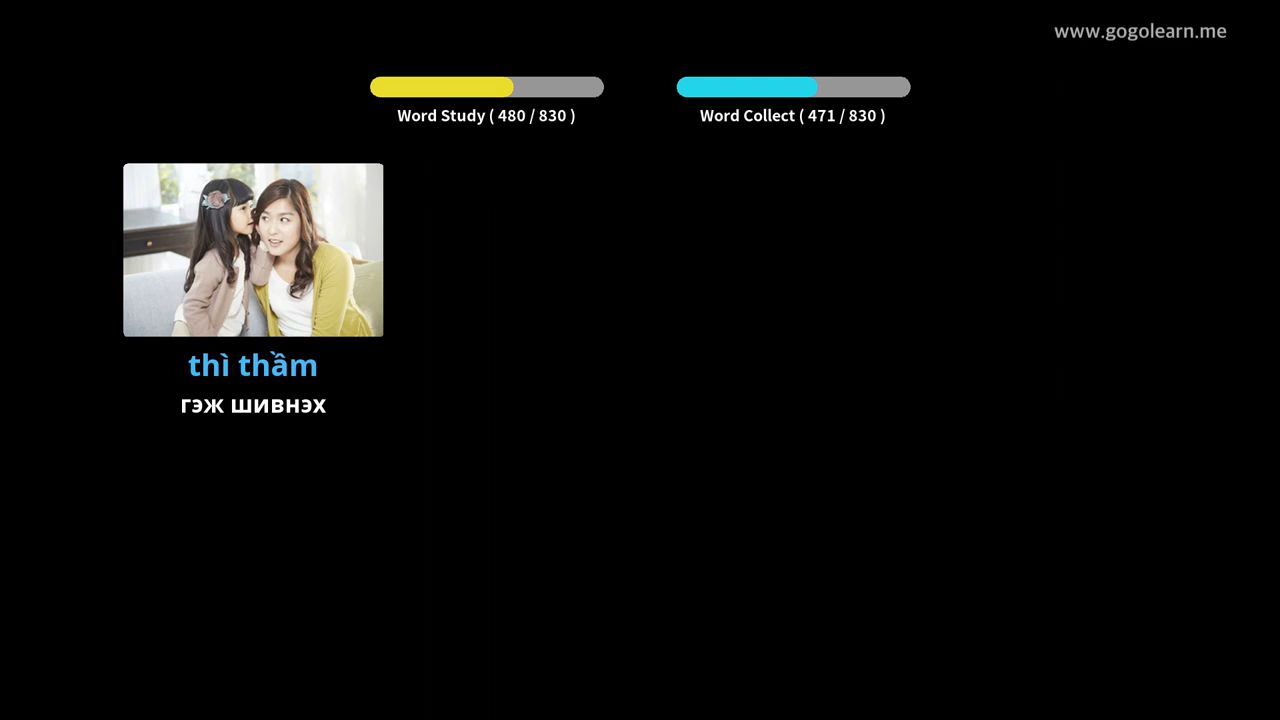 www.gogolearn.me
Word Study ( 480 / 830 )
Word Collect ( 471 / 830 )
thì thầm
гэж шивнэх